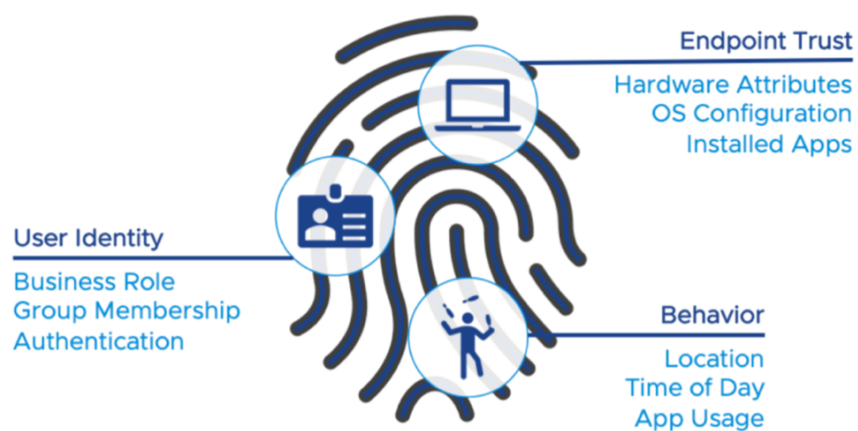 Endpoint Trust
Hardware Attributes
OS Configuration
Installed Apps
User Identity
Business Role
Group Membership
Authentication
Behavior
Location
Time of Day
App Usage